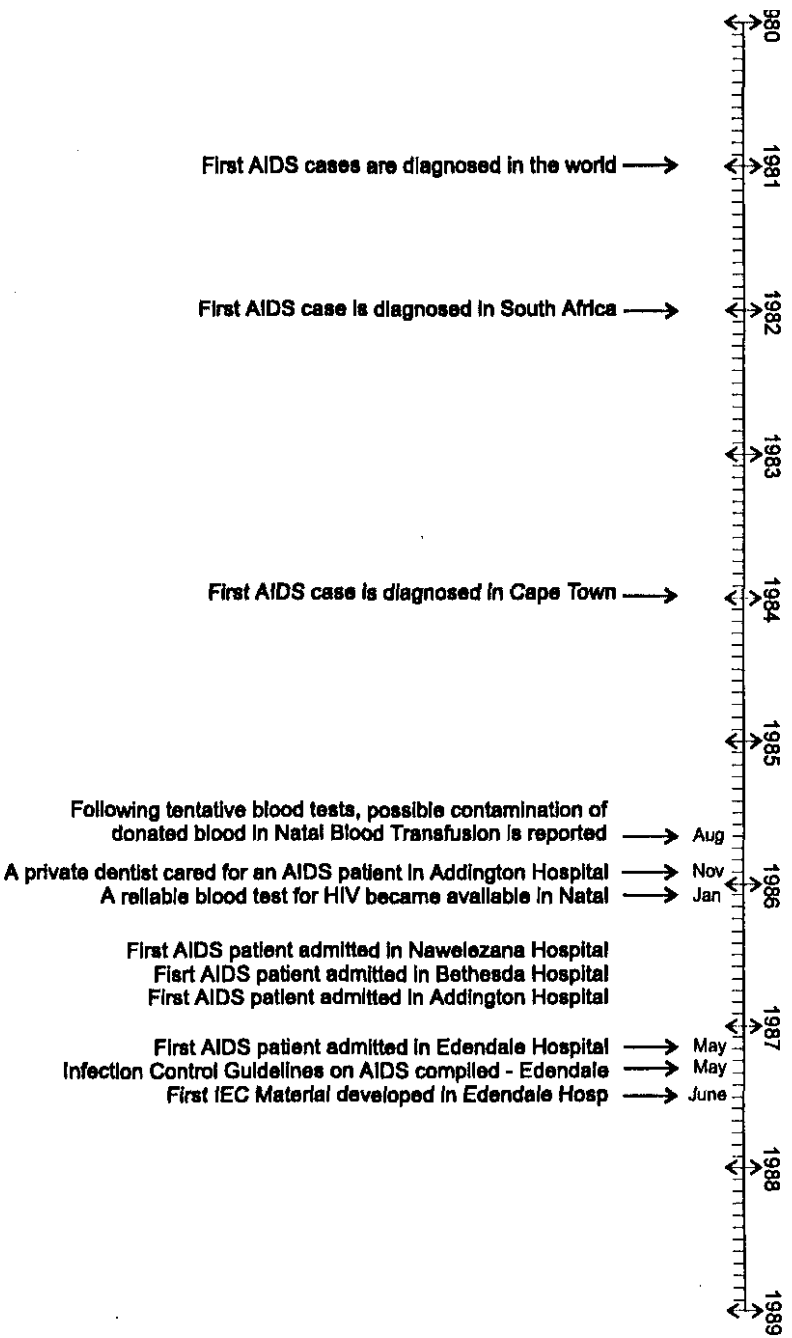 980
First AIDS cases are diagnosed in the world
1981
First AIDS case is diagnosed in South Africa
1982
1983
First AIDS case is diagnosed in Cape Town
1984
1985
Following tentative blood tests, possible contamination of
donated blood in Natal Blood Transfusion is reported Aug
A private dentist cared for an AIDS patient in Addington Hospital Nov
1986
A reliable blood test for HIV became available in Natal Jan
First AIDS patient admitted in Nawelezana Hospital
Fisrt AIDS patient admitted in Bethesda Hospital
First AIDS patient admitted in Addington Hospital
1987
First AIDS patient admitted in Edendale Hospital May
Infection Control Guidelines on AIDS compiled - Edendale May
First IEC Material developed in Edendale Hosp June
1988
1989